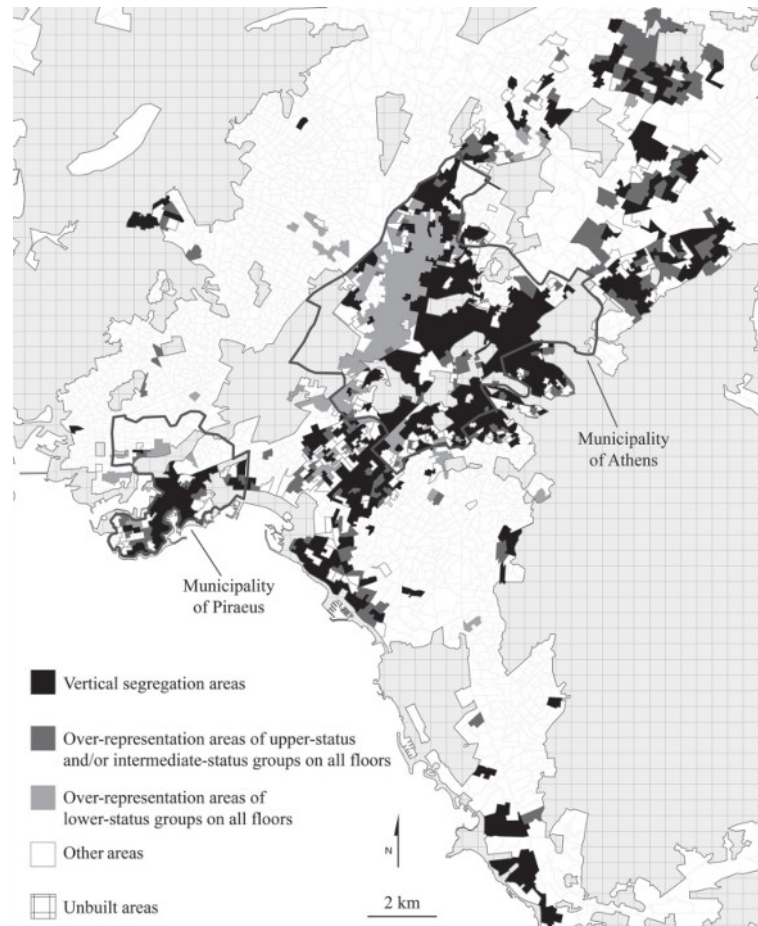 Municipality
of Athens
Municipality
of Piraeus
Vertical segregation areas
Over-representation areas of upper-status
and/or intermediate-status groups on all floors
Over-representation areas of
lower-status groups on all floors
Other areas
Unbuilt areas
N
2 km